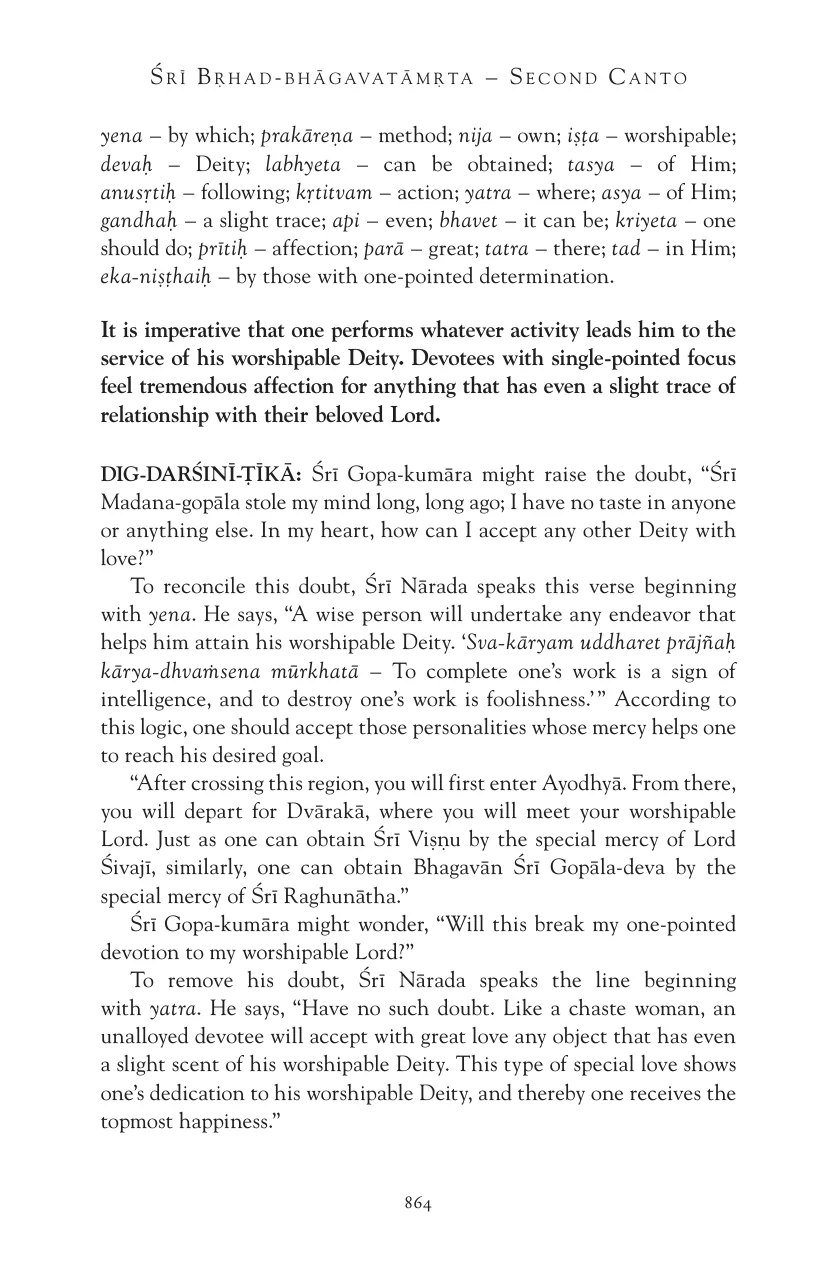 Śrī Bṛhad-bhāgavatāmṛta – Second Canto
yena – by which; prakāreṇa – method; nija – own; iṣṭa – worshipable;
devaḥ – Deity; labhyeta – can be obtained; tasya – of Him;
anusṛtiḥ – following; kṛtitvam – action; yatra – where; asya – of Him;
gandhaḥ – a slight trace; api – even; bhavet – it can be; kriyeta – one
should do; prītiḥ – affection; parā – great; tatra – there; tad – in Him;
eka-niṣṭhaiḥ – by those with one-pointed determination.
It is imperative that one performs whatever activity leads him to the
service of his worshipable Deity. Devotees with single-pointed focus
feel tremendous affection for anything that has even a slight trace of
relationship with their beloved Lord.
DIG-DARŚINĪ-ṬĪKĀ: Śrī Gopa-kumāra might raise the doubt, “Śrī
Madana-gopāla stole my mind long, long ago; I have no taste in anyone
or anything else. In my heart, how can I accept any other Deity with
love?”
To reconcile this doubt, Śrī Nārada speaks this verse beginning
with yena. He says, “A wise person will undertake any endeavor that
helps him attain his worshipable Deity. ‘Sva-kāryam uddharet prājñaḥ
kārya-dhvaṁsena mūrkhatā – To complete one’s work is a sign of
intelligence, and to destroy one’s work is foolishness.’” According to
this logic, one should accept those personalities whose mercy helps one
to reach his desired goal.
“After crossing this region, you will first enter Ayodhyā. From there,
you will depart for Dvārakā, where you will meet your worshipable
Lord. Just as one can obtain Śrī Viṣṇu by the special mercy of Lord
Śivajī, similarly, one can obtain Bhagavān Śrī Gopāla-deva by the
special mercy of Śrī Raghunātha.”
Śrī Gopa-kumāra might wonder, “Will this break my one-pointed
devotion to my worshipable Lord?”
To remove his doubt, Śrī Nārada speaks the line beginning
with yatra. He says, “Have no such doubt. Like a chaste woman, an
unalloyed devotee will accept with great love any object that has even
a slight scent of his worshipable Deity. This type of special love shows
one’s dedication to his worshipable Deity, and thereby one receives the
topmost happiness.”
864